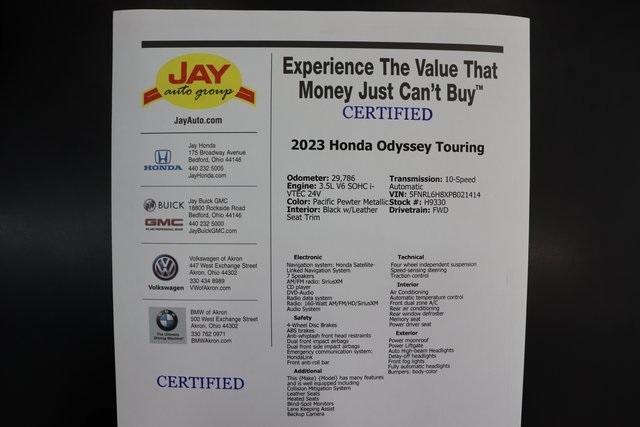 JAY
auto group
JayAuto.com
HONDA
Jay Honda
175 Broadway Avenue
Bedford, Ohio 44146
440 232 5005
JayHonda.com
BUICK
GMC
Jay Buick GMC
18800 Rockside Road
Bedford, Ohio 44146
440 232 5000
JayBuickGMC.com
Volkswagen
Volkswagen of Akron
447 West Exchange Street
Akron, Ohio 44302
330 434 8989
VWofAkron.com
The Ultimate
Driving Machine
BMW of Akron
500 West Exchange Street
Akron, Ohio 44302
330 762 0971
BMWAkron.com
CERTIFIED
Experience The Value That
Money Just Can't Buy™
CERTIFIED
2023 Honda Odyssey Touring
Odometer: 29,786
Engine: 3.5L V6 SOHC i-
VTEC 24V
Color: Pacific Pewter Metallic
Interior: Black w/Leather
Seat Trim
Transmission: 10-Speed
Automatic
VIN: 5FNRL6H8XPB021414
Stock #: H9330
Drivetrain: FWD
Electronic
Navigation system: Honda Satellite-
Linked Navigation System
7 Speakers
AM/FM radio: SiriusXM
CD player
DVD-Audio
Radio data system
Radio: 160-Watt AM/FM/HD/SiriusXM
Audio System
Safety
4-Wheel Disc Brakes
ABS brakes
Anti-whiplash front head restraints
Dual front impact airbags
Dual front side impact airbags
Emergency communication system:
HondaLink
Front anti-roll bar
Additional
This {Make} {Model} has many features
and is well equipped including
Collision Mitigation System
Leather Seats
Heated Seats
Blind-Spot Monitors
Lane Keeping Assist
Backup Camera
Technical
Four wheel independent suspension
Speed-sensing steering
Traction control
Interior
Air Conditioning
Automatic temperature control
Front dual zone A/C
Rear air conditioning
Rear window defroster
Memory seat
Power driver seat
Exterior
Power moonroof
Power Liftgate
Auto High-beam Headlights
Delay-off headlights
Front fog lights
Fully automatic headlights
Bumpers: body-color